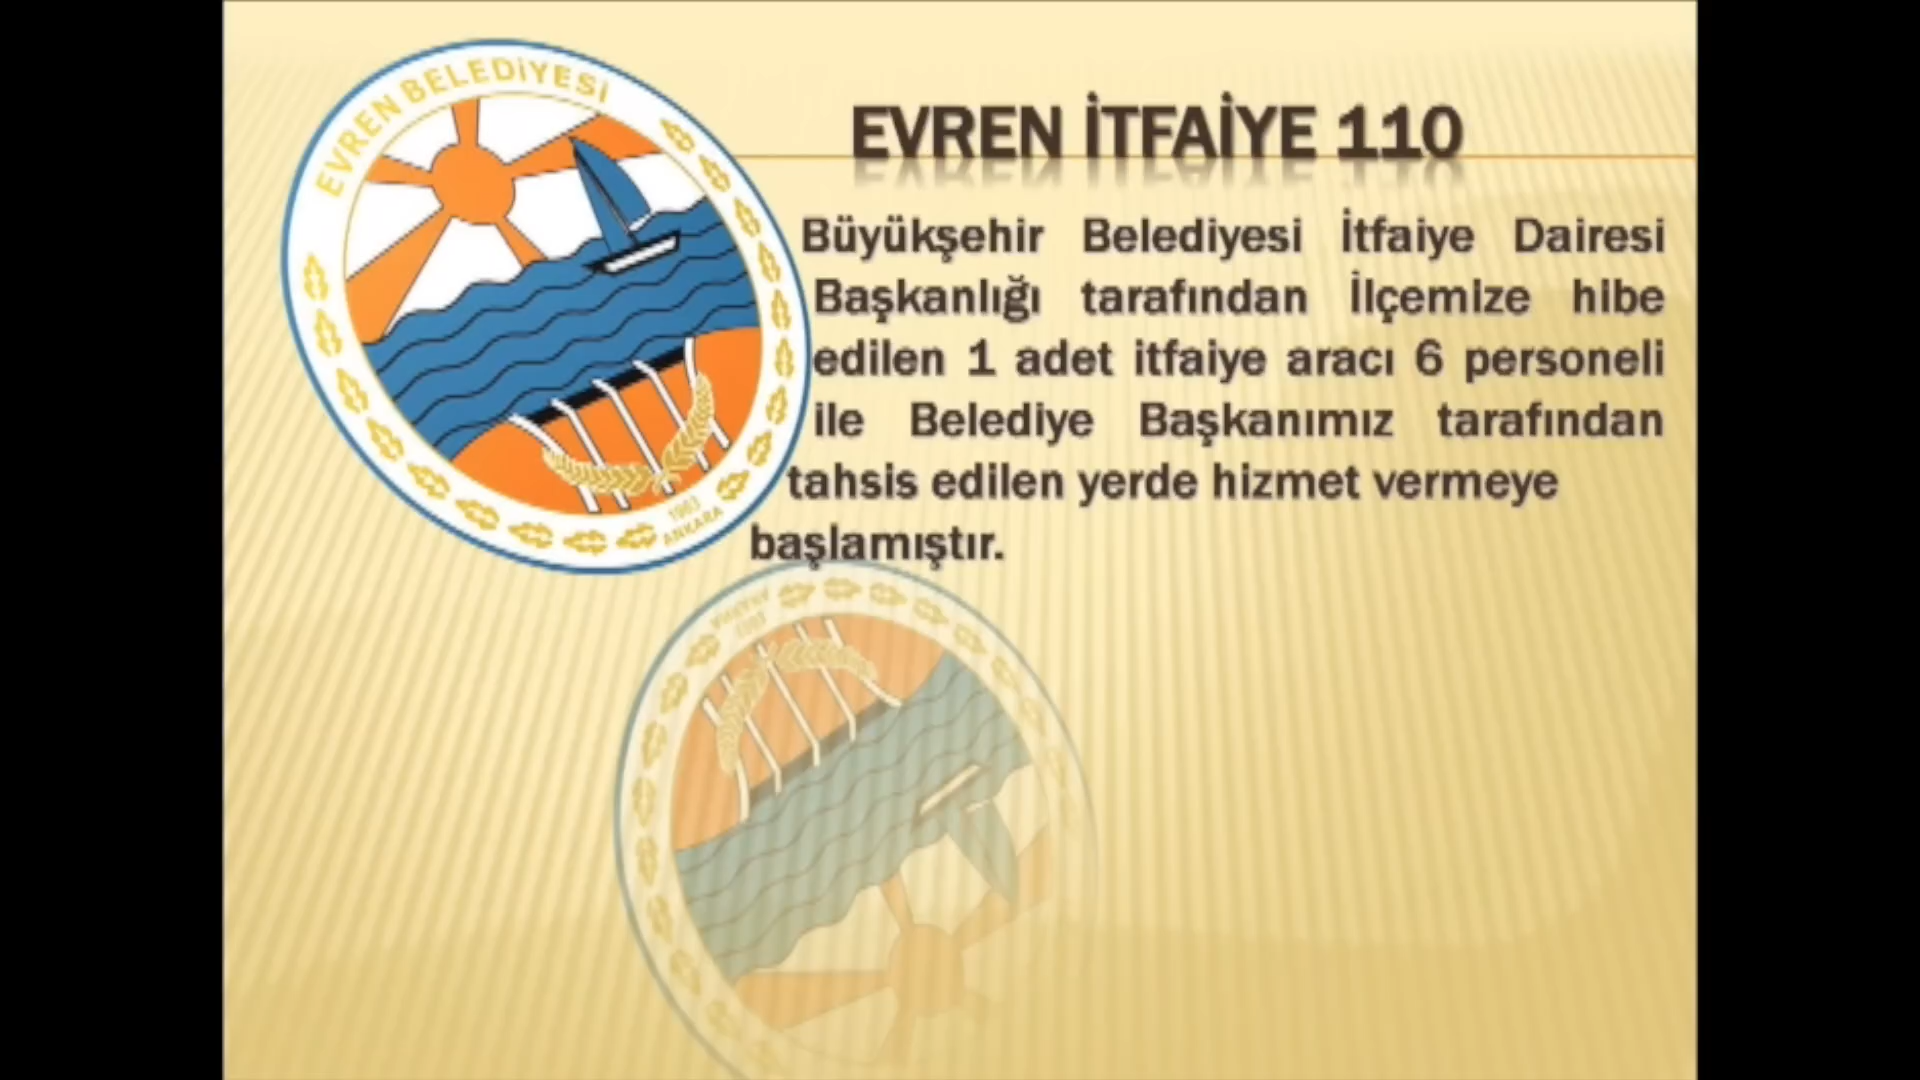 EVREN BELEDİYESİ
1963
ANKARA
EVREN İTFAİYE 110
Büyükşehir Belediyesi İtfaiye Dairesi
Başkanlığı tarafından İlçemize hibe
edilen 1 adet itfaiye aracı 6 personeli
ile Belediye Başkanımız tarafından
tahsis edilen yerde hizmet vermeye
başlamıştır.